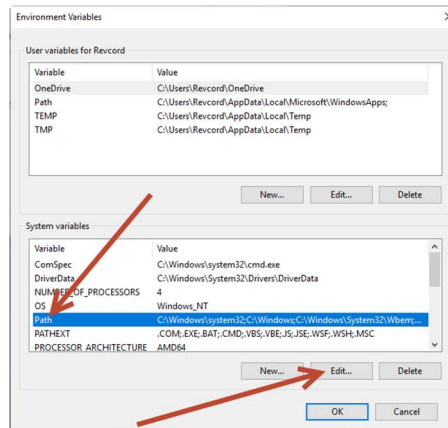 Environment Variables
User variables for Revcord
Variable Value
OneDrive C:\Users\Revcord\OneDrive
Path C:\Users\Revcord\AppData\Local\Microsoft\WindowsApps;
TEMP C:\Users\Revcord\AppData\Local\Temp
TMP C:\Users\Revcord\AppData\Local\Temp
New... Edit... Delete
System variables
Variable Value
ComSpec C:\Windows\system32\cmd.exe
DriverData C:\Windows\System32\Drivers\DriverData
NUMBER_OF_PROCESSORS 4
OS Windows_NT
Path C:\Windows\system32;C:\Windows;C:\Windows\System32\Wbem;...
PATHEXT .COM;.EXE;.BAT;.CMD;.VBS;.VBE;.JS;.JSE;.WSF;.WSH;.MSC
PROCESSOR_ARCHITECTURE AMD64
New... Edit... Delete
OK Cancel